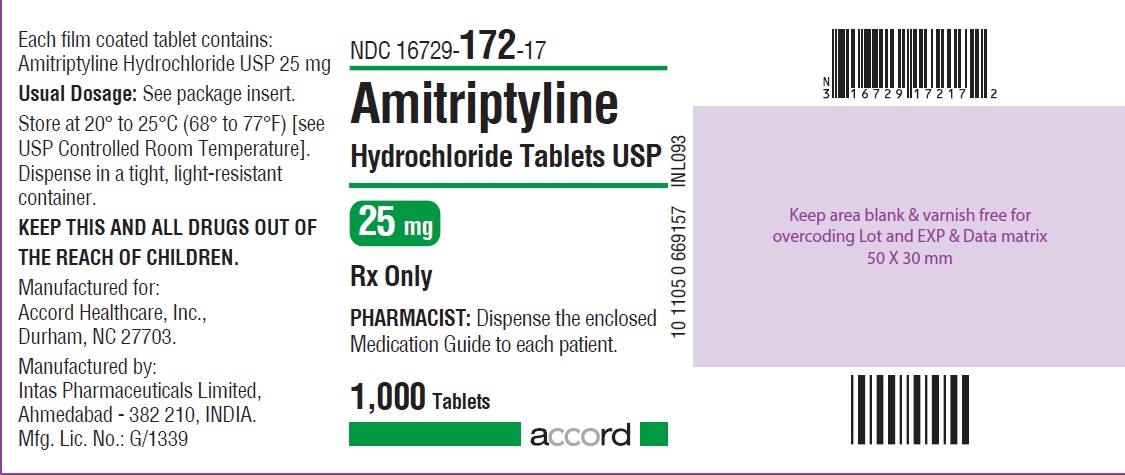 Each film coated tablet contains:
Amitriptyline Hydrochloride USP 25 mg
Usual Dosage: See package insert.
Store at 20° to 25°C (68° to 77°F) [see
USP Controlled Room Temperature].
Dispense in a tight, light-resistant
container.
KEEP THIS AND ALL DRUGS OUT OF
THE REACH OF CHILDREN.
Manufactured for:
Accord Healthcare, Inc.,
Durham, NC 27703.
Manufactured by:
Intas Pharmaceuticals Limited,
Ahmedabad - 382 210, INDIA.
Mfg. Lic. No.: G/1339
NDC 16729-172-17
Amitriptyline
Hydrochloride Tablets USP
25 mg
Rx Only
PHARMACIST: Dispense the enclosed
Medication Guide to each patient.
1,000 Tablets
accord
10 1105 0 669157 INL093
N
3 16729 17217 2
Keep area blank & varnish free for
overcoding Lot and EXP & Data matrix
50 X 30 mm